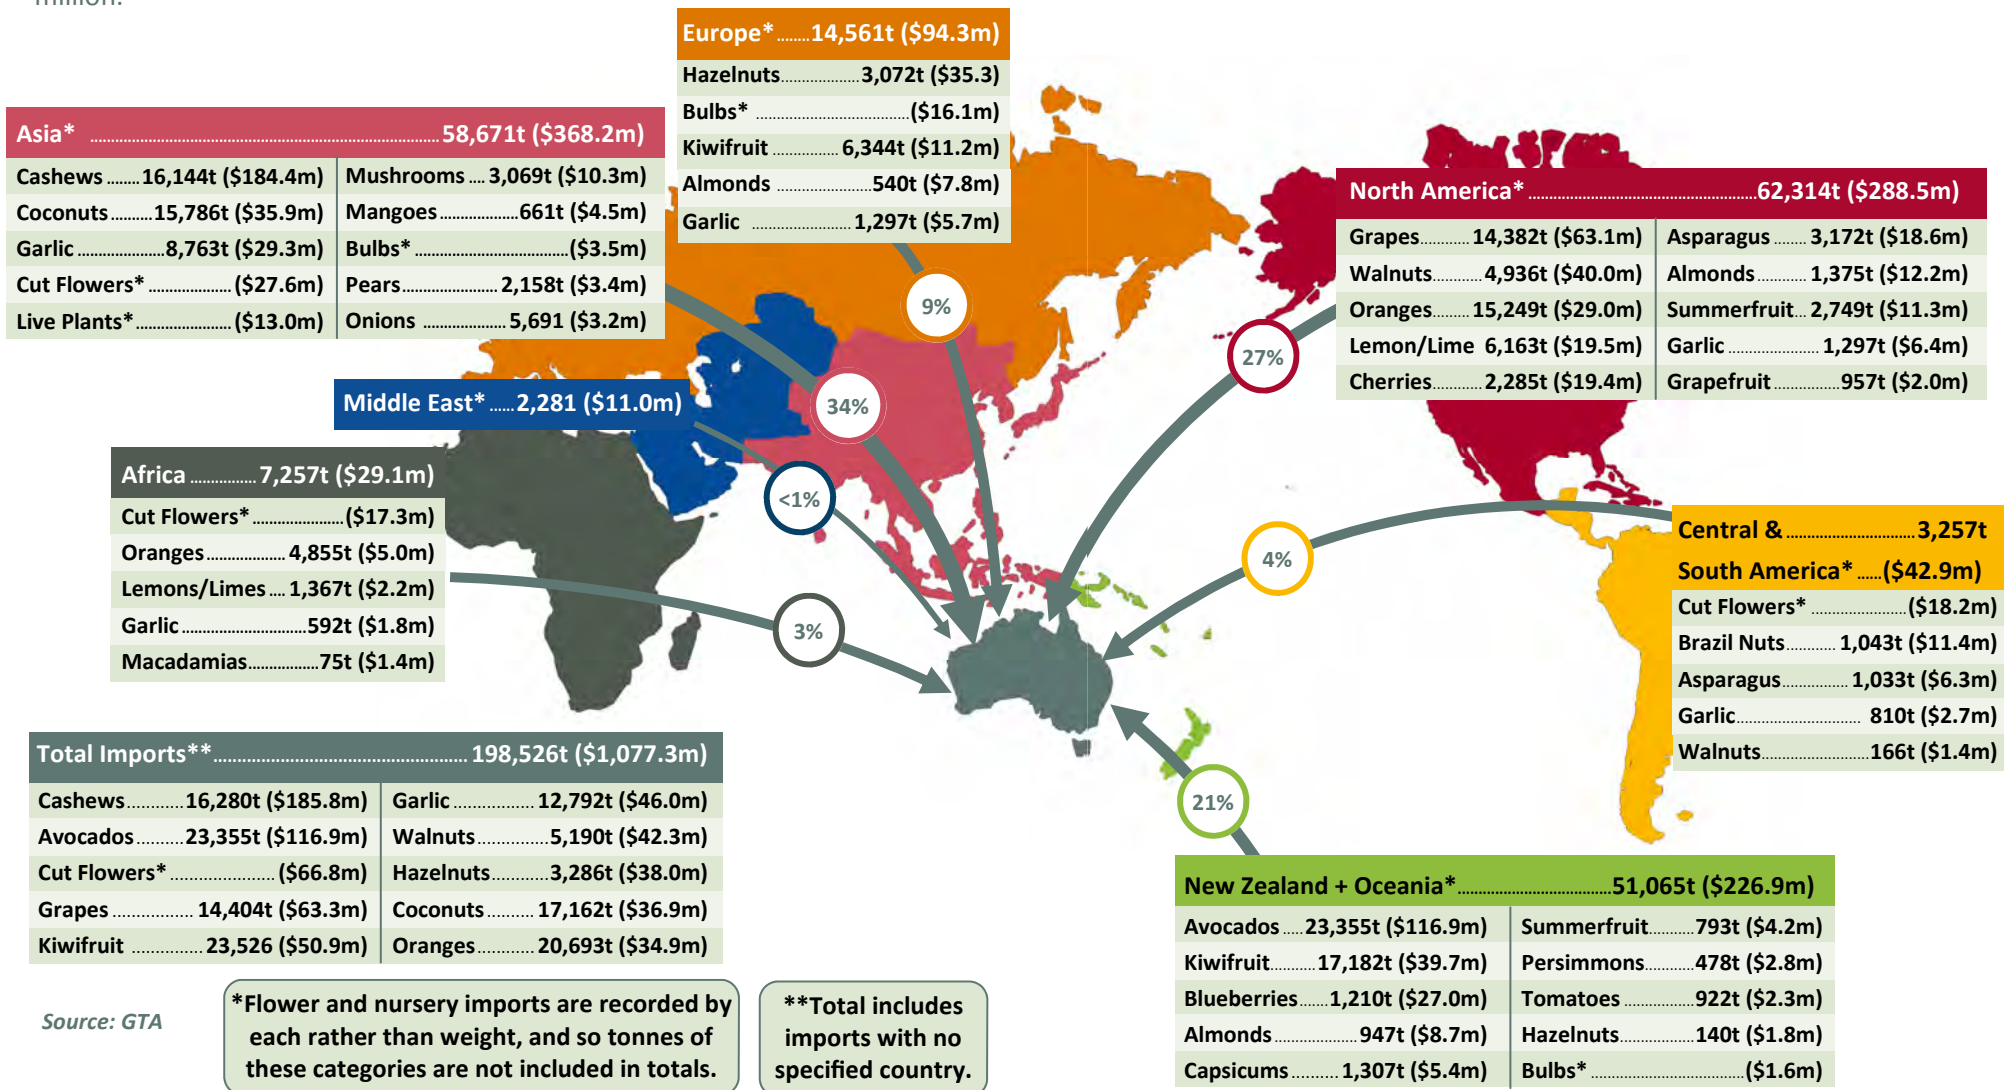 million.
Europe* ........ 14,561t ($94.3m)
Hazelnuts .................. 3,072t ($35.3)
Bulbs* ................................... ($16.1m)
Kiwifruit ............... 6,344t ($11.2m)
Almonds ...................... 540t ($7.8m)
Garlic ....................... 1,297t ($5.7m)
Asia* ................................................................................ 58,671t ($368.2m)
Cashews ........ 16,144t ($184.4m)
Coconuts ......... 15,786t ($35.9m)
Garlic .................... 8,763t ($29.3m)
Cut Flowers* ................... ($27.6m)
Live Plants* ...................... ($13.0m)
Mushrooms .... 3,069t ($10.3m)
Mangoes .................. 661t ($4.5m)
Bulbs* ................................... ($3.5m)
Pears ...................... 2,158t ($3.4m)
Onions .................... 5,691 ($3.2m)
North America* ..................................................... 62,314t ($288.5m)
Grapes ............ 14,382t ($63.1m)
Walnuts ............ 4,936t ($40.0m)
Oranges ........... 15,249t ($29.0m)
Lemon/Lime 6,163t ($19.5m)
Cherries ........... 2,285t ($19.4m)
Asparagus ........ 3,172t ($18.6m)
Almonds ........... 1,375t ($12.2m)
Summerfruit ... 2,749t ($11.3m)
Garlic ..................... 1,297t ($6.4m)
Grapefruit ................ 957t ($2.0m)
9%
27%
34%
Middle East* ...... 2,281 ($11.0m)
<1%
Africa ................ 7,257t ($29.1m)
Cut Flowers* ...................... ($17.3m)
Oranges ................... 4,855t ($5.0m)
Lemons/Limes .... 1,367t ($2.2m)
Garlic ............................. 592t ($1.8m)
Macadamias ................. 75t ($1.4m)
4%
3%
Central & ............................... 3,257t
South America* ...... ($42.9m)
Cut Flowers* ...................... ($18.2m)
Brazil Nuts ............ 1,043t ($11.4m)
Asparagus ................ 1,033t ($6.3m)
Garlic ............................. 810t ($2.7m)
Walnuts ......................... 166t ($1.4m)
Total Imports** .............................................................. 198,526t ($1,077.3m)
Cashews ............ 16,280t ($185.8m)
Avocados .......... 23,355t ($116.9m)
Cut Flowers* ......................... ($66.8m)
Grapes ................... 14,404t ($63.3m)
Kiwifruit ................. 23,526 ($50.9m)
Garlic ................... 12,792t ($46.0m)
Walnuts ................. 5,190t ($42.3m)
Hazelnuts .............. 3,286t ($38.0m)
Coconuts ........... 17,162t ($36.9m)
Oranges .............. 20,693t ($34.9m)
21%
New Zealand + Oceania* ..................................... 51,065t ($226.9m)
Avocados ..... 23,355t ($116.9m)
Kiwifruit ........... 17,182t ($39.7m)
Blueberries ....... 1,210t ($27.0m)
Almonds .................... 947t ($8.7m)
Capsicums .......... 1,307t ($5.4m)
Summerfruit .......... 793t ($4.2m)
Persimmons ........... 478t ($2.8m)
Tomatoes ................. 922t ($2.3m)
Hazelnuts ................. 140t ($1.8m)
Bulbs* ..................................... ($1.6m)
Source: GTA
*Flower and nursery imports are recorded by
each rather than weight, and so tonnes of
these categories are not included in totals.
**Total includes
imports with no
specified country.